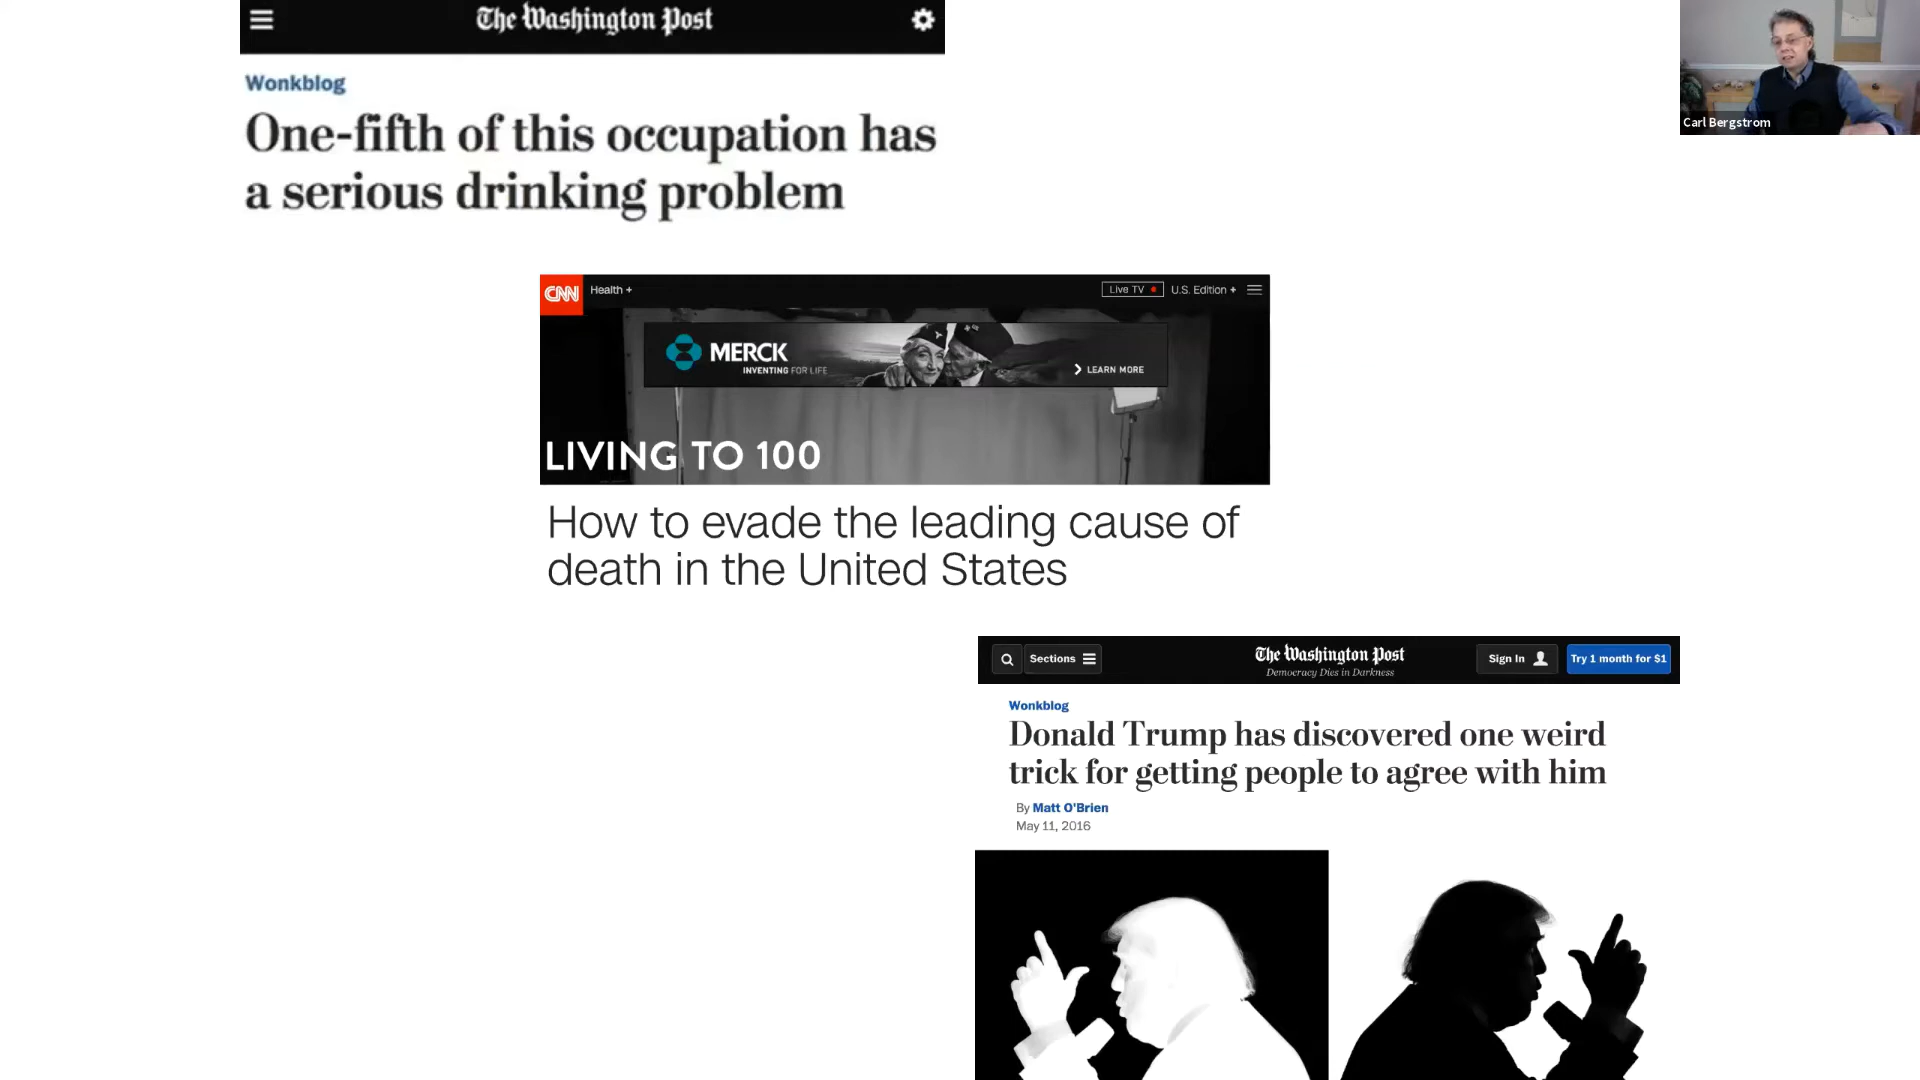 The Washington Post
Wonkblog
One-fifth of this occupation has
a serious drinking problem
Carl Bergstrom
CNN Health + Live TV U.S. Edition +
MERCK
INVENTING FOR LIFE
LEARN MORE
LIVING TO 100
How to evade the leading cause of
death in the United States
Sections The Washington Post Sign In Try 1 month for $1
Democracy Dies in Darkness
Wonkblog
Donald Trump has discovered one weird
trick for getting people to agree with him
By Matt O'Brien
May 11, 2016